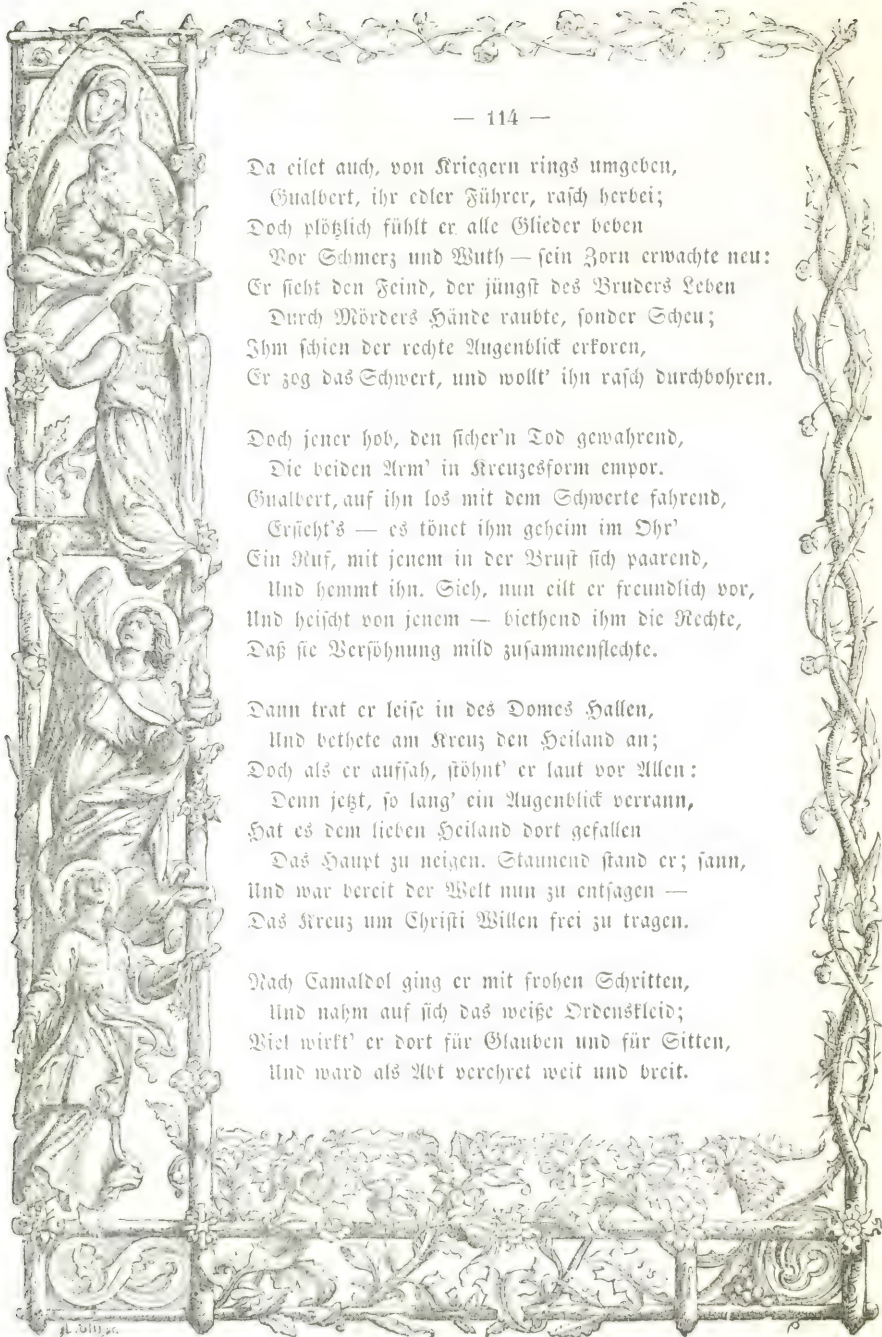 — 114 —
Da eilet auch, von Kriegern rings umgeben,
Gualbert, ihr edler Führer, rasch herbei;
Doch plötzlich fühlt er alle Glieder beben
Vor Schmerz und Wuth — sein Zorn erwachte neu:
Er sieht den Feind, der jüngst des Bruders Leben
Durch Mörders Hände raubte, sonder Scheu;
Ihm schien der rechte Augenblick erkoren,
Er zog das Schwert, und wollt' ihn rasch durchbohren.
Doch jener hob, den sicher'n Tod gewahrend,
Die beiden Arm' in Kreuzesform empor.
Gualbert, auf ihn los mit dem Schwerte fahrend,
Ersieht's — es tönet ihm geheim im Ohr'
Ein Ruf, mit jenem in der Brust sich paarend,
Und hemmt ihn. Sieh, nun eilt er freundlich vor,
Und heischt von jenem — biethend ihm die Rechte,
Daß sie Versöhnung mild zusammenflechte.
Dann trat er leise in des Domes Hallen,
Und bethete am Kreuz den Heiland an;
Doch als er aufsah, stöhnt' er laut vor Allen:
Denn jetzt, so lang' ein Augenblick verrann,
Hat es dem lieben Heiland dort gefallen
Das Haupt zu neigen. Staunend stand er; sann,
Und war bereit der Welt nun zu entsagen —
Das Kreuz um Christi Willen frei zu tragen.
Nach Camaldol ging er mit frohen Schritten,
Und nahm auf sich das weiße Ordenskleid;
Viel wirkt' er dort für Glauben und für Sitten,
Und ward als Abt verehret weit und breit.